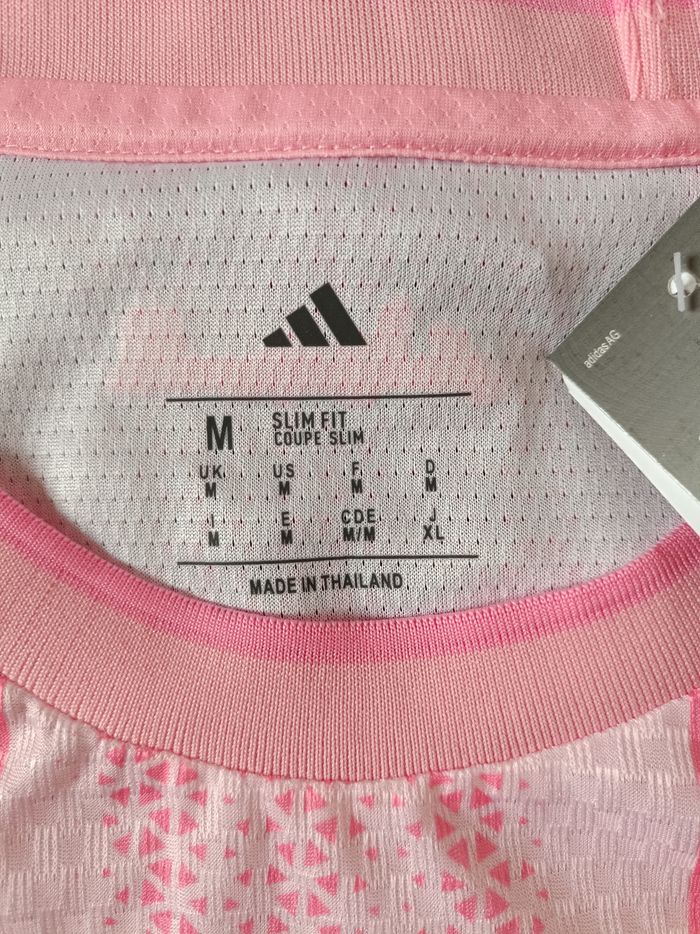 adidas AG
M SLIM FIT
COUPE SLIM
UK US F D
M M M M
I E CDE J
M M M/M XL
MADE IN THAILAND